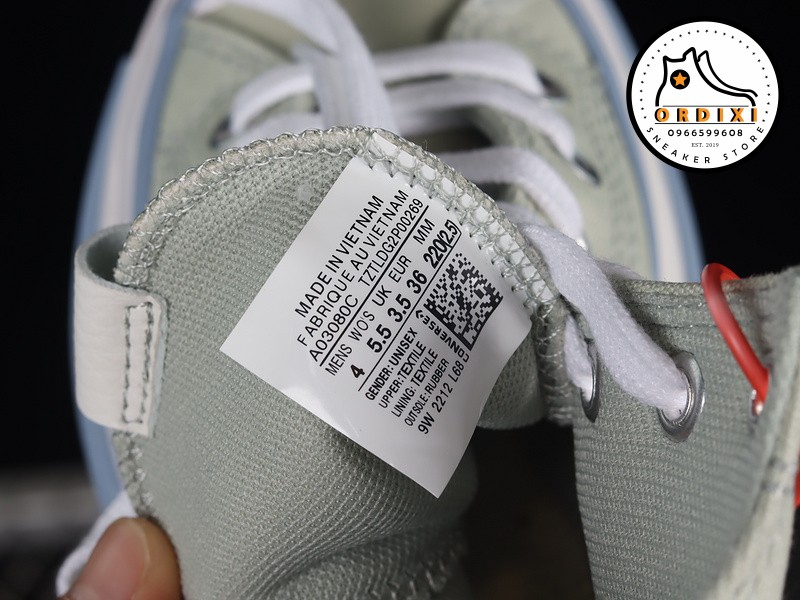 ORDIXI
0966599608
EST. 2019
SNEAKER STORE
MADE IN VIETNAM
FABRIQUE AU VIETNAM
A03080C TZTLDG2P00269
MENS WO'S UK EUR MM
4 5.5 3.5 36 220(2.5)
GENDER:UNISEX
UPPER:TEXTILE
LINING: TEXTILE
OUTSOLE:RUBBER
9W 2212 L68